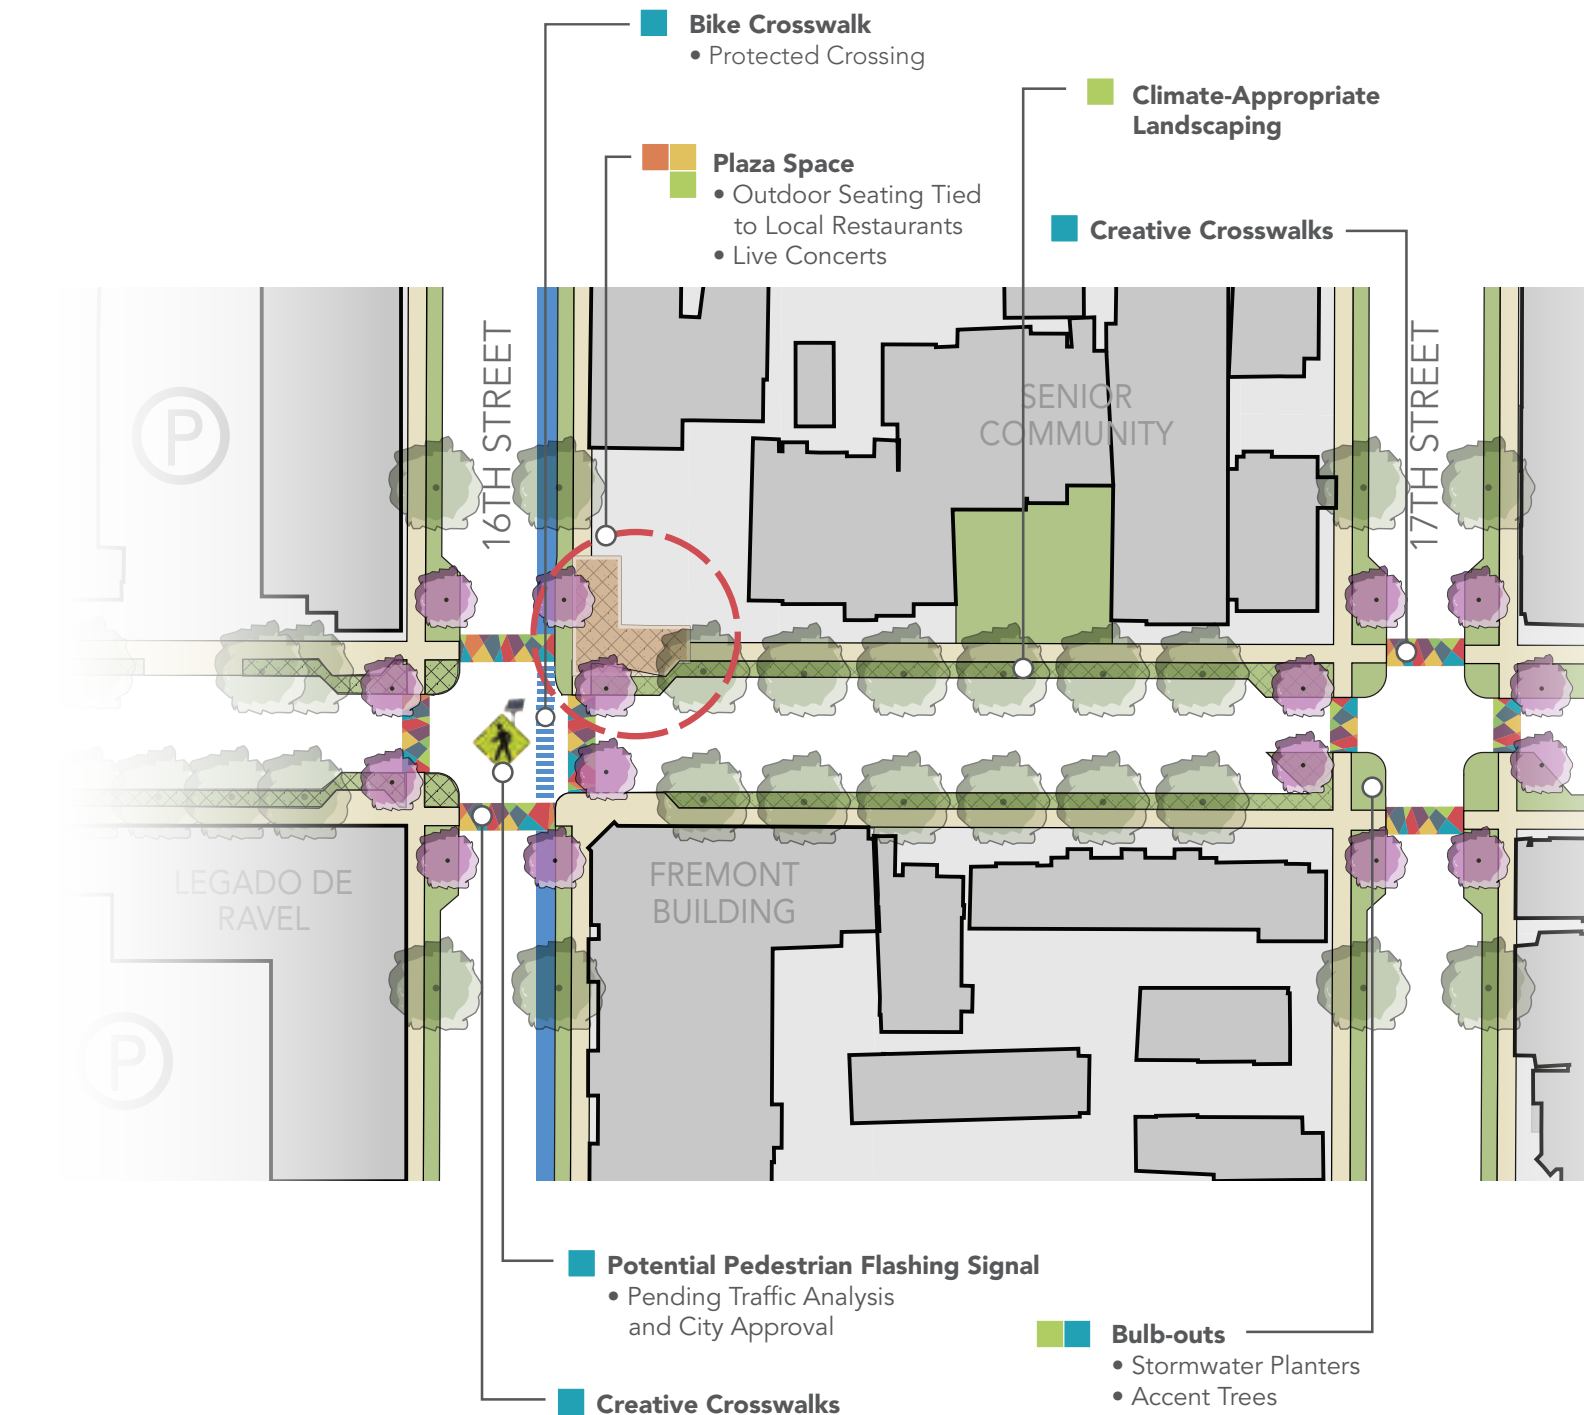 Bike Crosswalk
• Protected Crossing
Climate-Appropriate
Landscaping
Plaza Space
• Outdoor Seating Tied
to Local Restaurants
• Live Concerts
Creative Crosswalks
16TH STREET
17TH STREET
P
SENIOR
COMMUNITY
LEGADO DE
RAVEL
FREMONT
BUILDING
P
Potential Pedestrian Flashing Signal
• Pending Traffic Analysis
and City Approval
Bulb-outs
• Stormwater Planters
• Accent Trees
Creative Crosswalks